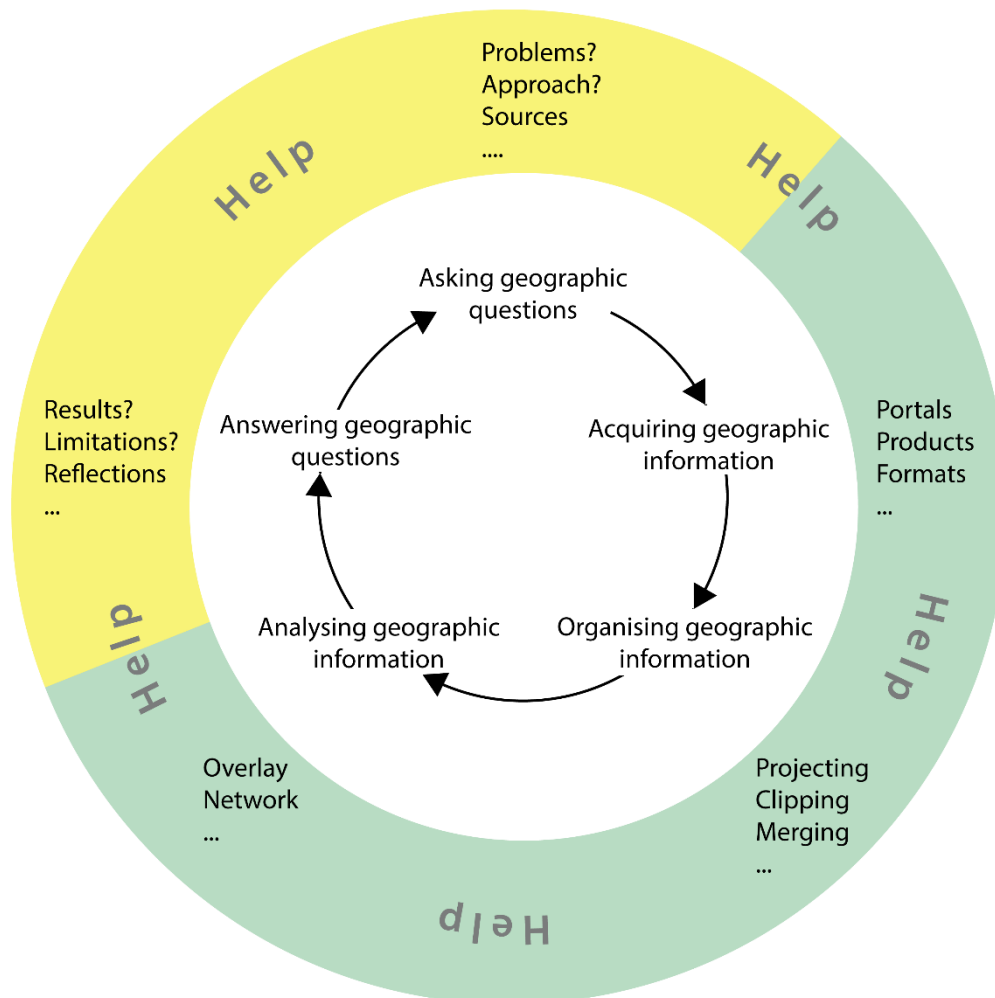 Problems?
Approach?
Sources
....
Help
Help
Asking geographic
questions
Answering geographic
questions
Acquiring geographic
information
Results?
Limitations?
Reflections
...
Portals
Products
Formats
...
Help
Help
Analysing geographic
information
Organising geographic
information
Overlay
Network
...
Projecting
Clipping
Merging
...
Help